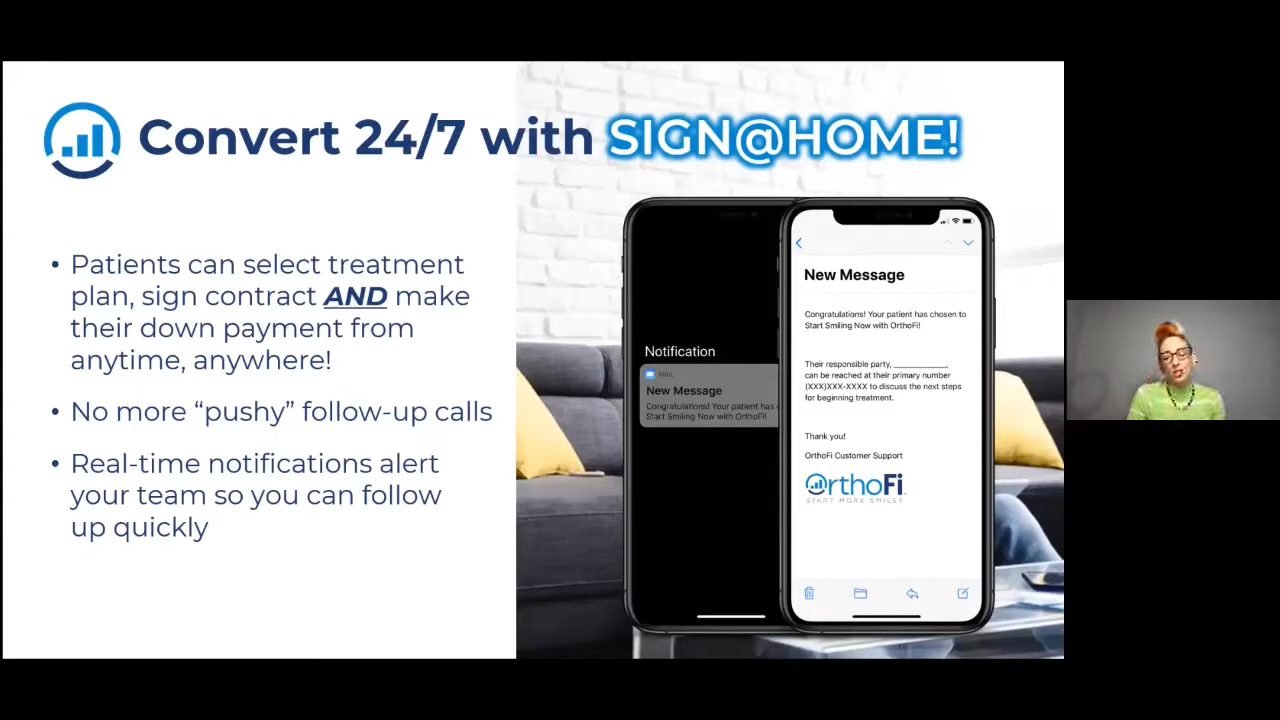 Convert 24/7 with SIGN@HOME!
• Patients can select treatment
plan, sign contract AND make
their down payment from
anytime, anywhere!
• No more “pushy” follow-up calls
• Real-time notifications alert
your team so you can follow
up quickly
Notification
MAIL
New Message
Congratulations! Your patient has
Start Smiling Now with OrthoFi!
New Message
Congratulations! Your patient has chosen to
Start Smiling Now with OrthoFi!
Their responsible party, ____________,
can be reached at their primary number
(XXX)XXX-XXXX to discuss the next steps
for beginning treatment.
Thank you!
OrthoFi Customer Support
OrthoFi
START MORE SMILES